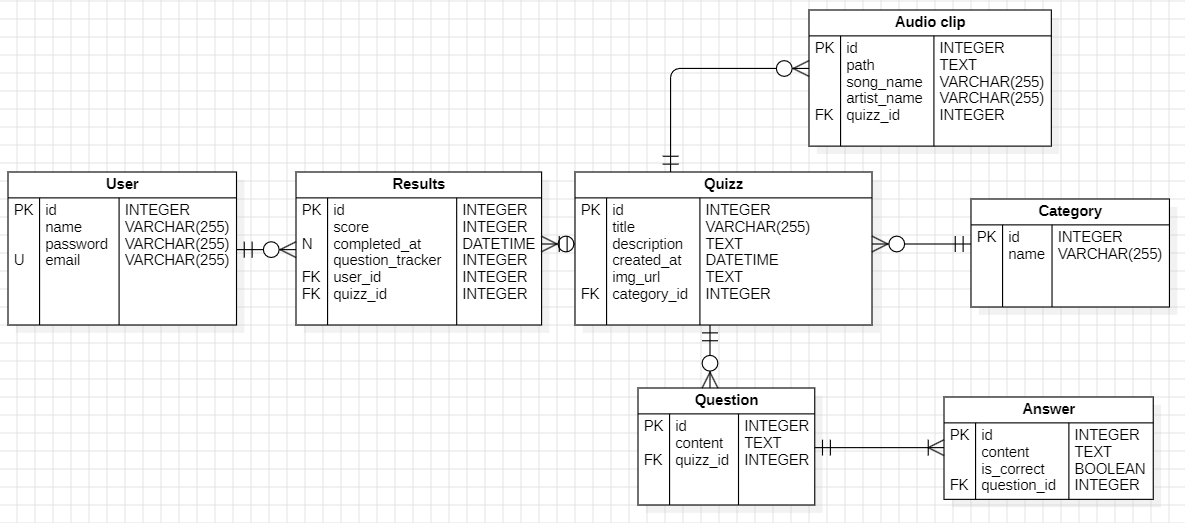 Audio clip
PK id INTEGER
path TEXT
song_name VARCHAR(255)
artist_name VARCHAR(255)
FK quizz_id INTEGER
User
PK id INTEGER
name VARCHAR(255)
password VARCHAR(255)
U email VARCHAR(255)
Results
PK id INTEGER
score INTEGER
N completed_at DATETIME
question_tracker INTEGER
FK user_id INTEGER
FK quizz_id INTEGER
Quizz
PK id INTEGER
title VARCHAR(255)
description TEXT
created_at DATETIME
img_url TEXT
FK category_id INTEGER
Category
PK id INTEGER
name VARCHAR(255)
Question
PK id INTEGER
content TEXT
FK quizz_id INTEGER
Answer
PK id INTEGER
content TEXT
is_correct BOOLEAN
FK question_id INTEGER